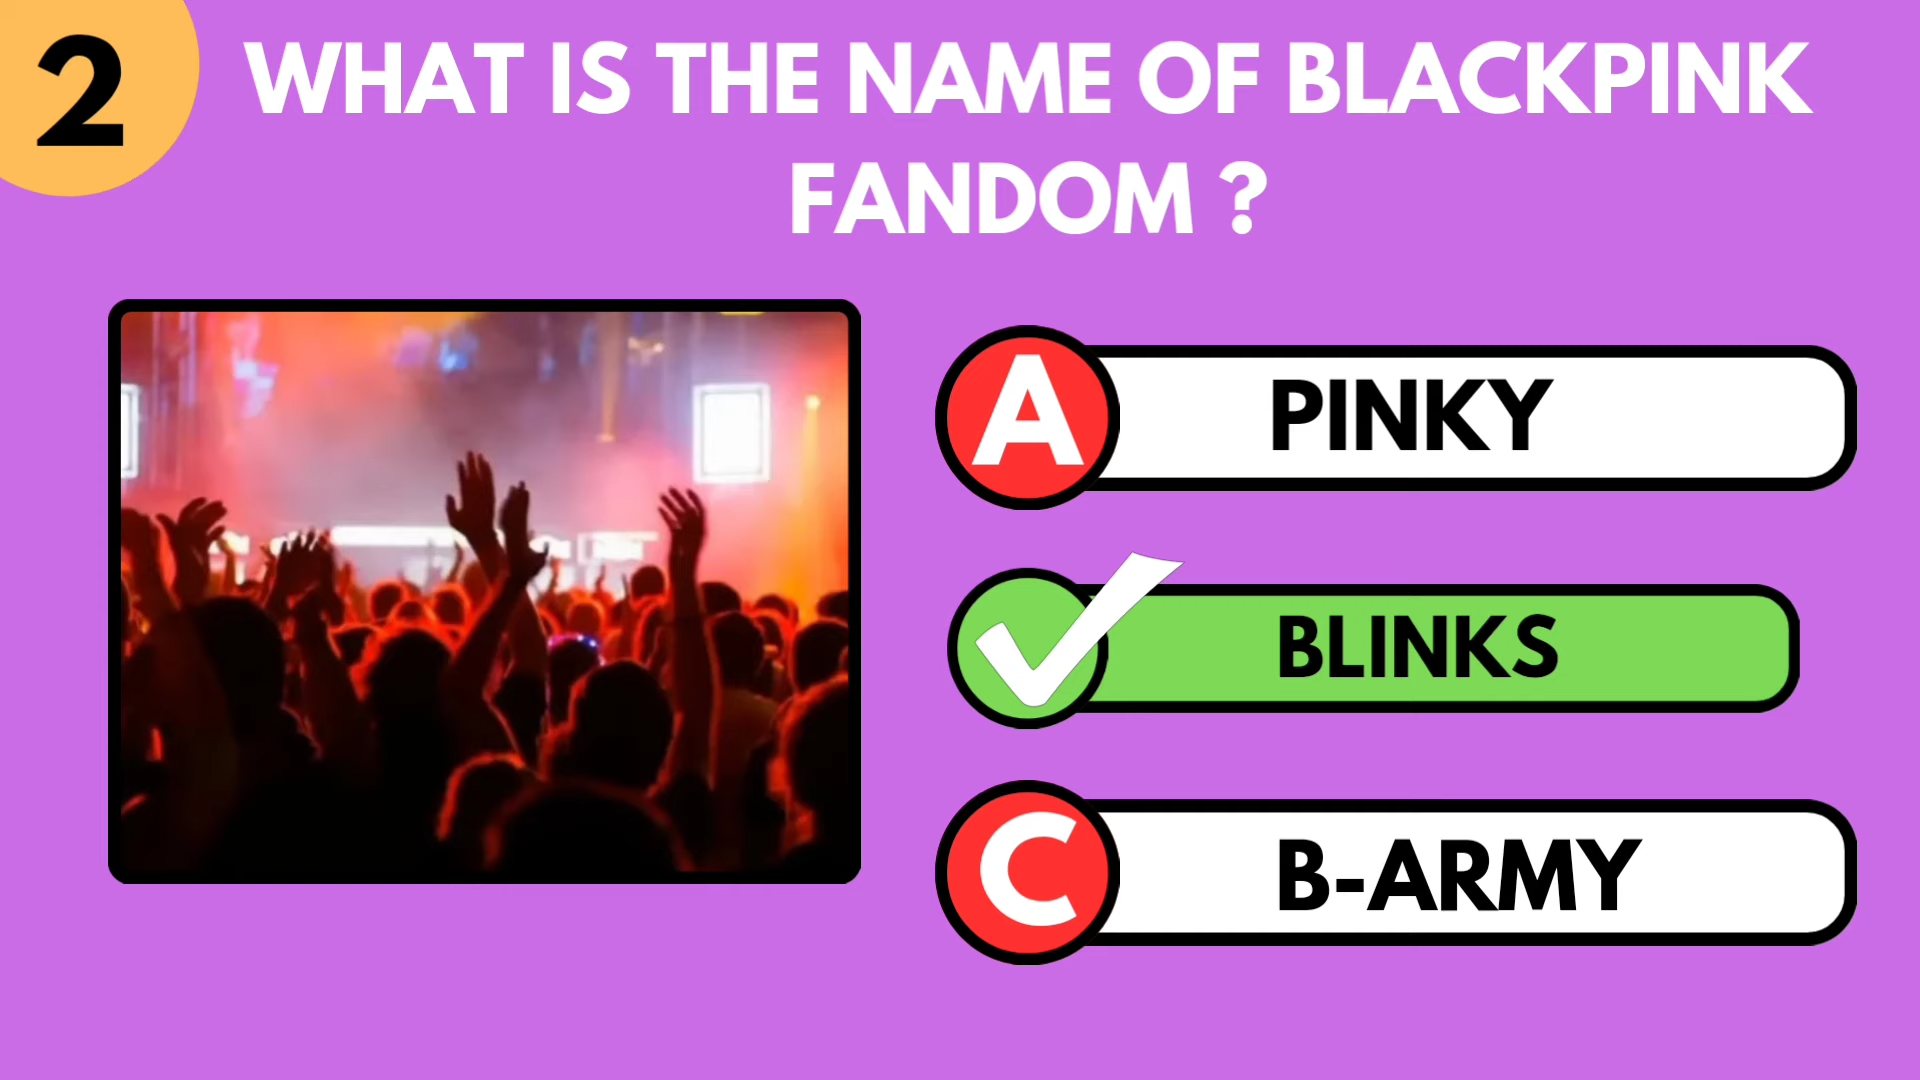 2
WHAT IS THE NAME OF BLACKPINK
FANDOM ?
A
PINKY
BLINKS
C
B-ARMY